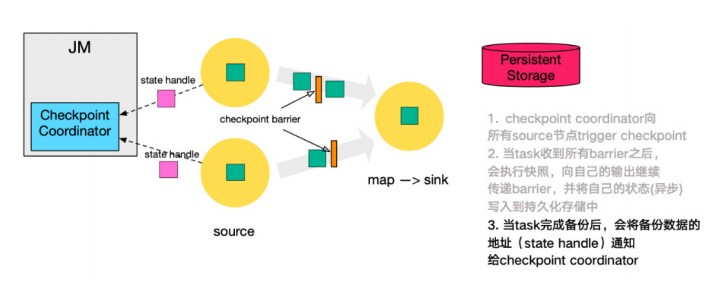 JM
state handle
Checkpoint
Coordinator
state handle
checkpoint barrier
source
map —> sink
Persistent
Storage
1. checkpoint coordinator向
所有source节点trigger checkpoint
2. 当task收到所有barrier之后，
会执行快照，向自己的输出继续
传递barrier，并将自己的状态(异步)
写入到持久化存储中
3. 当task完成备份后，会将备份数据的
地址（state handle）通知
给checkpoint coordinator